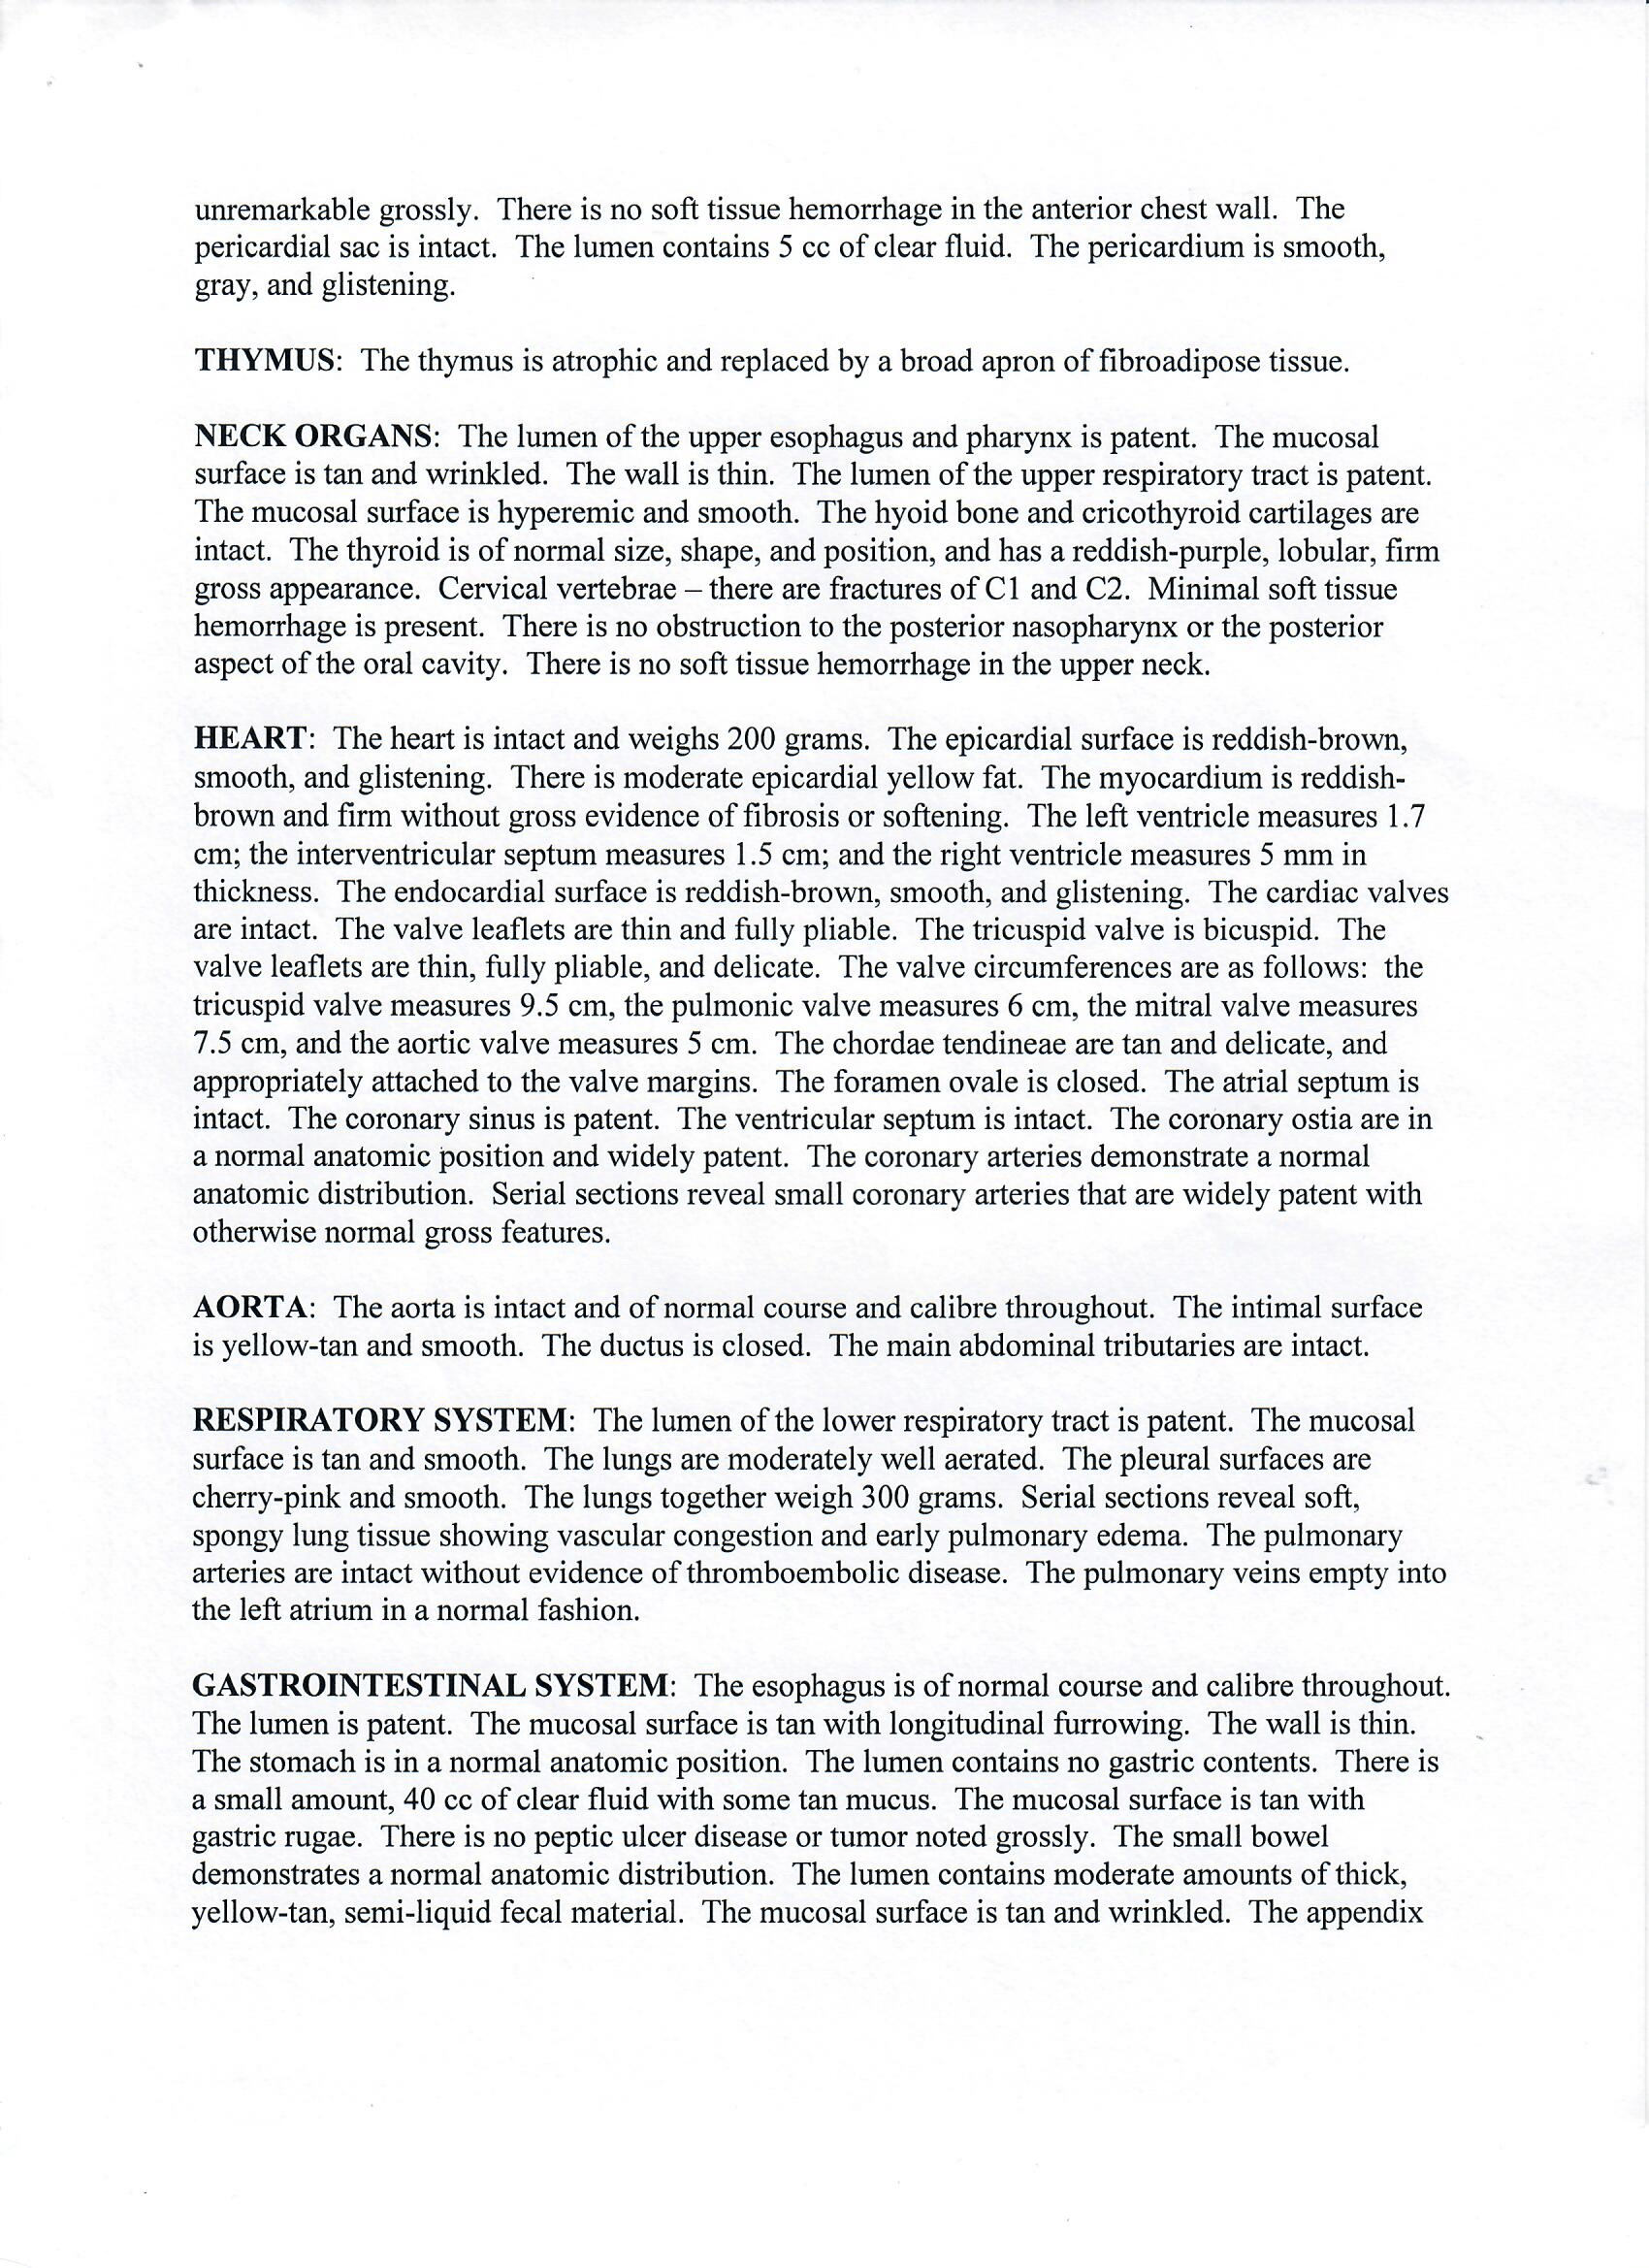 unremarkable grossly.  There is no soft tissue hemorrhage in the anterior chest wall.  The
pericardial sac is intact.  The lumen contains 5 cc of clear fluid.  The pericardium is smooth,
gray, and glistening.
THYMUS:  The thymus is atrophic and replaced by a broad apron of fibroadipose tissue.
NECK ORGANS:  The lumen of the upper esophagus and pharynx is patent.  The mucosal
surface is tan and wrinkled.  The wall is thin.  The lumen of the upper respiratory tract is patent.
The mucosal surface is hyperemic and smooth.  The hyoid bone and cricothyroid cartilages are
intact.  The thyroid is of normal size, shape, and position, and has a reddish-purple, lobular, firm
gross appearance.  Cervical vertebrae – there are fractures of C1 and C2.  Minimal soft tissue
hemorrhage is present.  There is no obstruction to the posterior nasopharynx or the posterior
aspect of the oral cavity.  There is no soft tissue hemorrhage in the upper neck.
HEART:  The heart is intact and weighs 200 grams.  The epicardial surface is reddish-brown,
smooth, and glistening.  There is moderate epicardial yellow fat.  The myocardium is reddish-
brown and firm without gross evidence of fibrosis or softening.  The left ventricle measures 1.7
cm; the interventricular septum measures 1.5 cm; and the right ventricle measures 5 mm in
thickness.  The endocardial surface is reddish-brown, smooth, and glistening.  The cardiac valves
are intact.  The valve leaflets are thin and fully pliable.  The tricuspid valve is bicuspid.  The
valve leaflets are thin, fully pliable, and delicate.  The valve circumferences are as follows:  the
tricuspid valve measures 9.5 cm, the pulmonic valve measures 6 cm, the mitral valve measures
7.5 cm, and the aortic valve measures 5 cm.  The chordae tendineae are tan and delicate, and
appropriately attached to the valve margins.  The foramen ovale is closed.  The atrial septum is
intact.  The coronary sinus is patent.  The ventricular septum is intact.  The coronary ostia are in
a normal anatomic position and widely patent.  The coronary arteries demonstrate a normal
anatomic distribution.  Serial sections reveal small coronary arteries that are widely patent with
otherwise normal gross features.
AORTA:  The aorta is intact and of normal course and calibre throughout.  The intimal surface
is yellow-tan and smooth.  The ductus is closed.  The main abdominal tributaries are intact.
RESPIRATORY SYSTEM:  The lumen of the lower respiratory tract is patent.  The mucosal
surface is tan and smooth.  The lungs are moderately well aerated.  The pleural surfaces are
cherry-pink and smooth.  The lungs together weigh 300 grams.  Serial sections reveal soft,
spongy lung tissue showing vascular congestion and early pulmonary edema.  The pulmonary
arteries are intact without evidence of thromboembolic disease.  The pulmonary veins empty into
the left atrium in a normal fashion.
GASTROINTESTINAL SYSTEM:  The esophagus is of normal course and calibre throughout.
The lumen is patent.  The mucosal surface is tan with longitudinal furrowing.  The wall is thin.
The stomach is in a normal anatomic position.  The lumen contains no gastric contents.  There is
a small amount, 40 cc of clear fluid with some tan mucus.  The mucosal surface is tan with
gastric rugae.  There is no peptic ulcer disease or tumor noted grossly.  The small bowel
demonstrates a normal anatomic distribution.  The lumen contains moderate amounts of thick,
yellow-tan, semi-liquid fecal material.  The mucosal surface is tan and wrinkled.  The appendix